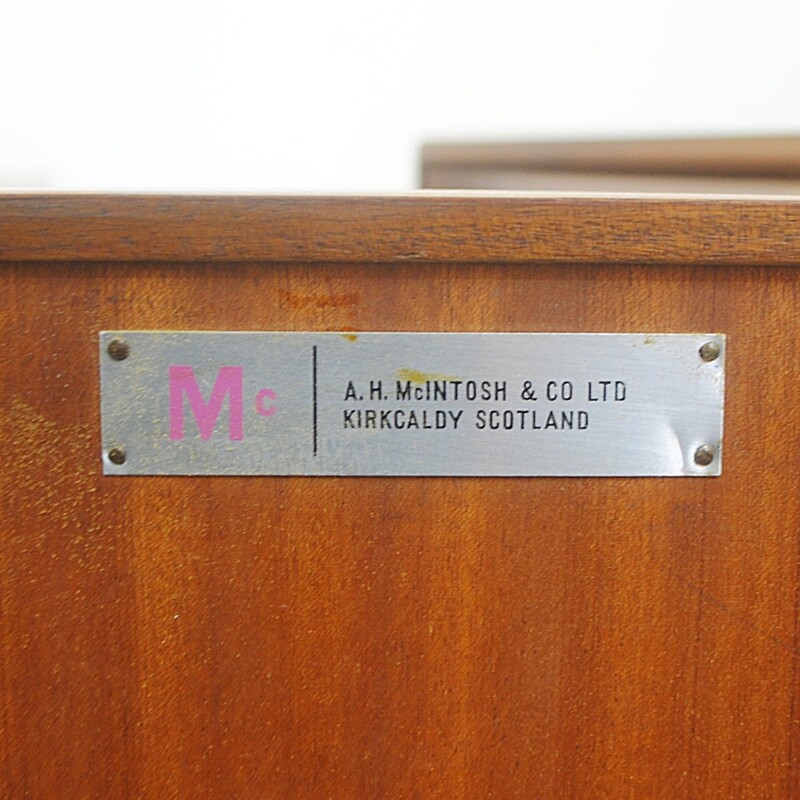 Mc
A.H. McINTOSH & CO LTD
KIRKCALDY SCOTLAND